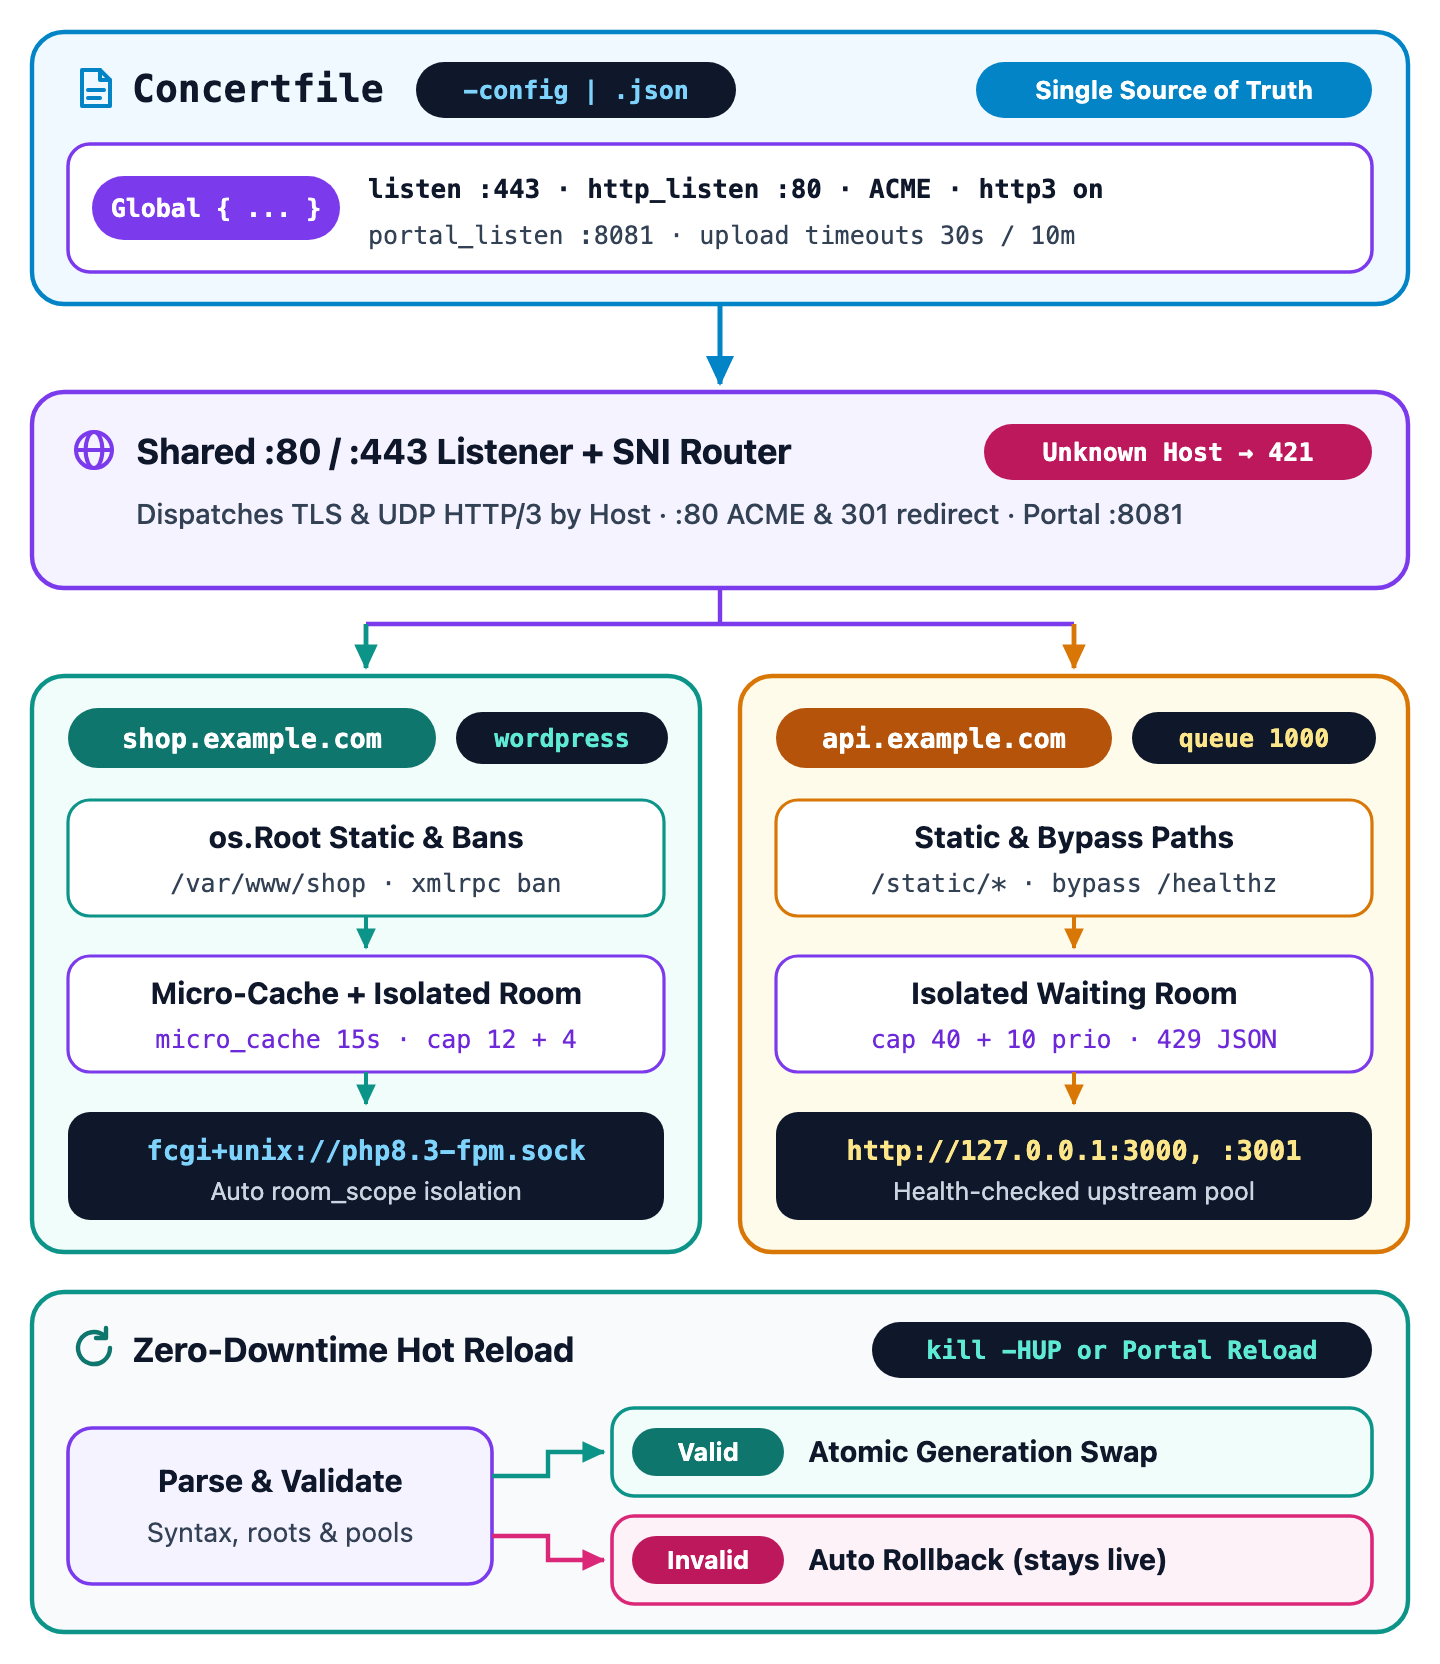 Concertfile
–config | .json
Single Source of Truth
Global { ... }
listen :443 · http_listen :80 · ACME · http3 on
portal_listen :8081 · upload timeouts 30s / 10m
Shared :80 / :443 Listener + SNI Router
Unknown Host → 421
Dispatches TLS & UDP HTTP/3 by Host · :80 ACME & 301 redirect · Portal :8081
shop.example.com
wordpress
os.Root Static & Bans
/var/www/shop · xmlrpc ban
Micro-Cache + Isolated Room
micro_cache 15s · cap 12 + 4
fcgi+unix://php8.3–fpm.sock
Auto room_scope isolation
api.example.com
queue 1000
Static & Bypass Paths
/static/* · bypass /healthz
Isolated Waiting Room
cap 40 + 10 prio · 429 JSON
http://127.0.0.1:3000, :3001
Health-checked upstream pool
Zero-Downtime Hot Reload
kill –HUP or Portal Reload
Parse & Validate
Syntax, roots & pools
Valid
Atomic Generation Swap
Invalid
Auto Rollback (stays live)